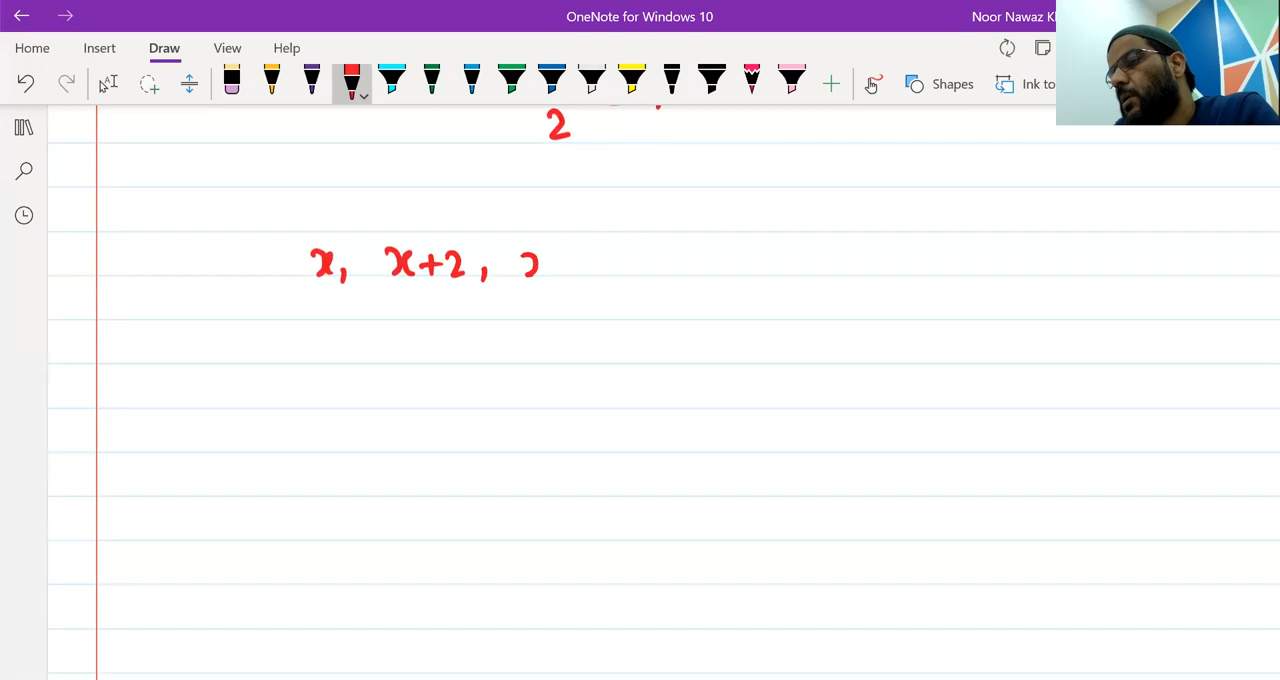 OneNote for Windows 10
Noor Nawaz
Home Insert Draw View Help
Shapes Ink to
2
x, x+2,